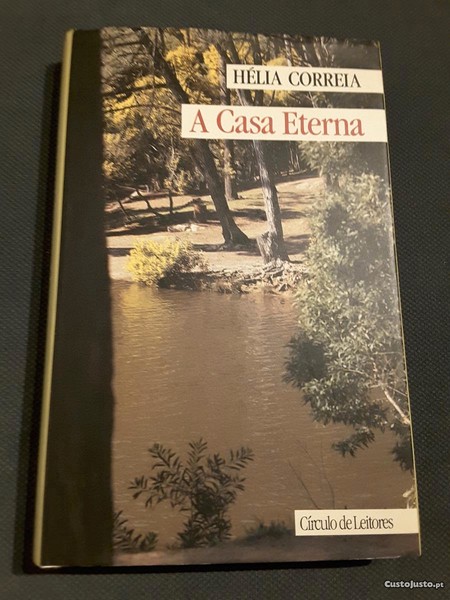 HÉLIA CORREIA
A Casa Eterna
Círculo de Leitores
CustoJusto.pt